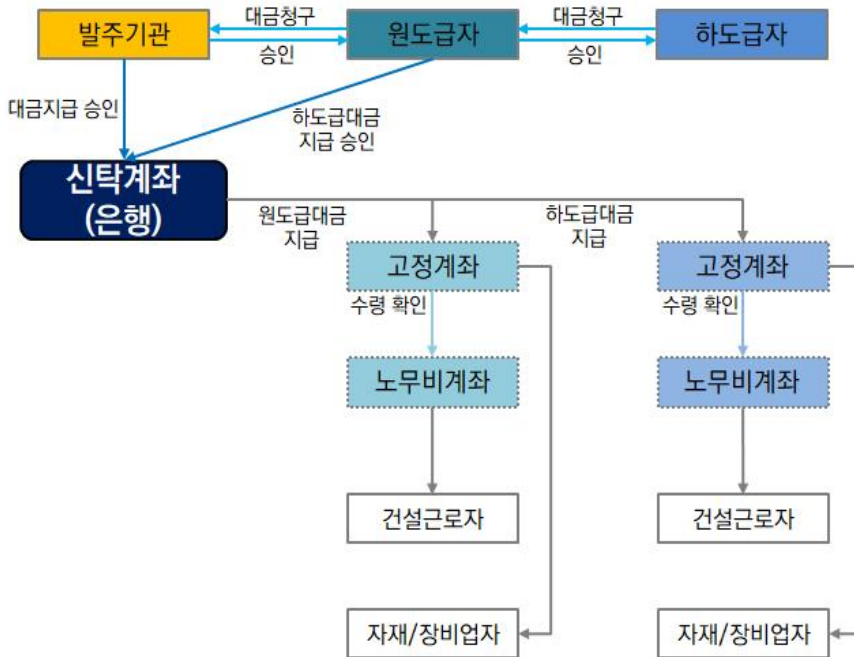 발주기관
대금청구
승인
원도급자
대금청구
승인
하도급자
대금지급 승인
하도급대금
지급 승인
신탁계좌
(은행)
원도급대금
지급
하도급대금
지급
고정계좌
고정계좌
수령 확인
수령 확인
노무비계좌
노무비계좌
건설근로자
건설근로자
자재/장비업자
자재/장비업자